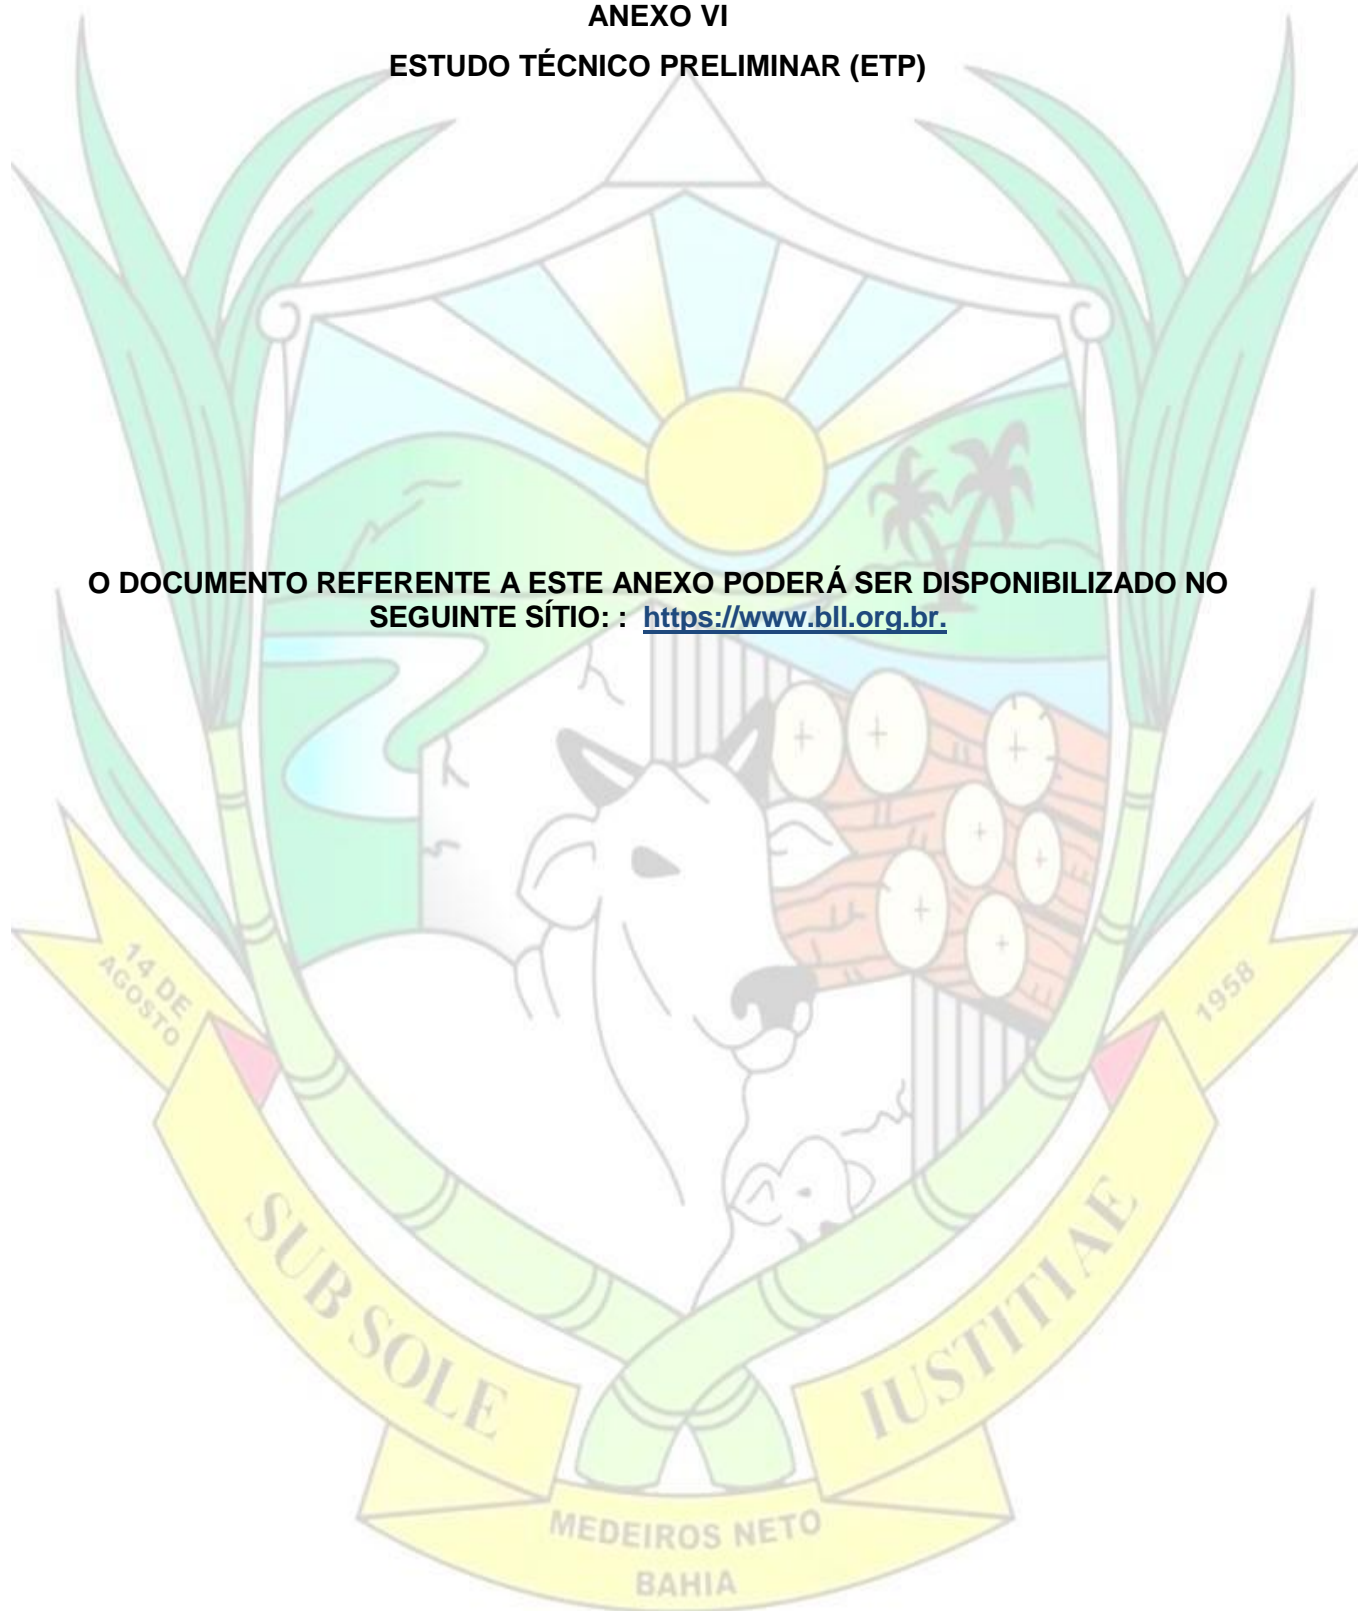 ANEXO VI
ESTUDO TÉCNICO PRELIMINAR (ETP)
O DOCUMENTO REFERENTE A ESTE ANEXO PODERÁ SER DISPONIBILIZADO NO
SEGUINTE SÍTIO: : https://www.bll.org.br.
14 DE
AGOSTO
1958
SUB SOLE
IUSTITIAE
MEDEIROS NETO
BAHIA